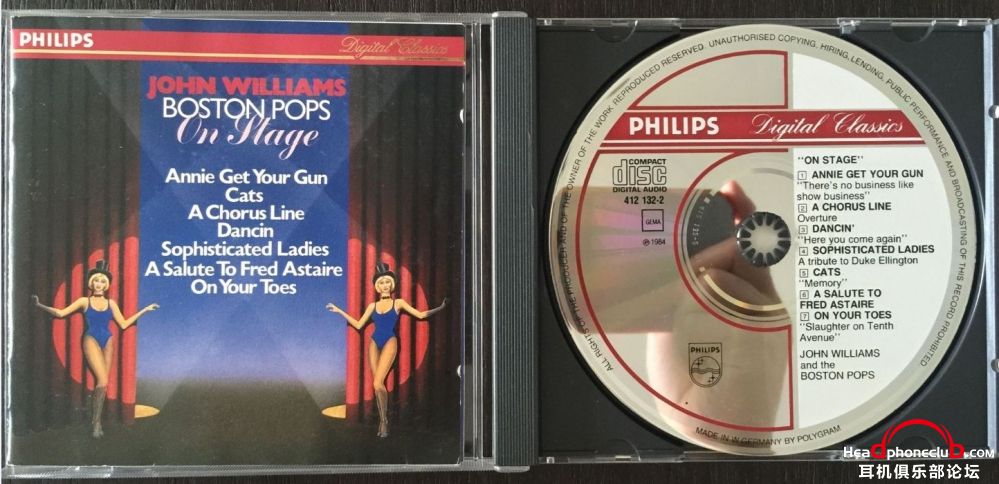 PHILIPS
Digital Classics
JOHN WILLIAMS
BOSTON POPS
On Stage
Annie Get Your Gun
Cats
A Chorus Line
Dancin
Sophisticated Ladies
A Salute To Fred Astaire
On Your Toes
ALL RIGHTS OF THE PRODUCER AND OF THE OWNER OF THE WORK REPRODUCED RESERVED. UNAUTHORISED COPYING, HIRING, LENDING, PUBLIC PERFORMANCE AND BROADCASTING OF THIS RECORD PROHIBITED
PHILIPS
Digital Classics
COMPACT
disc
DIGITAL AUDIO
412 132-2
GEMA
℗ 1984
"ON STAGE"
1 ANNIE GET YOUR GUN
"There's no business like
show business"
2 A CHORUS LINE
Overture
3 DANCIN'
"Here you come again"
4 SOPHISTICATED LADIES
A tribute to Duke Ellington
5 CATS
"Memory"
6 A SALUTE TO
FRED ASTAIRE
7 ON YOUR TOES
"Slaughter on Tenth
Avenue"
JOHN WILLIAMS
and the
BOSTON POPS
PHILIPS
MADE IN W.GERMANY BY POLYGRAM
Headphoneclub.com
耳机俱乐部论坛